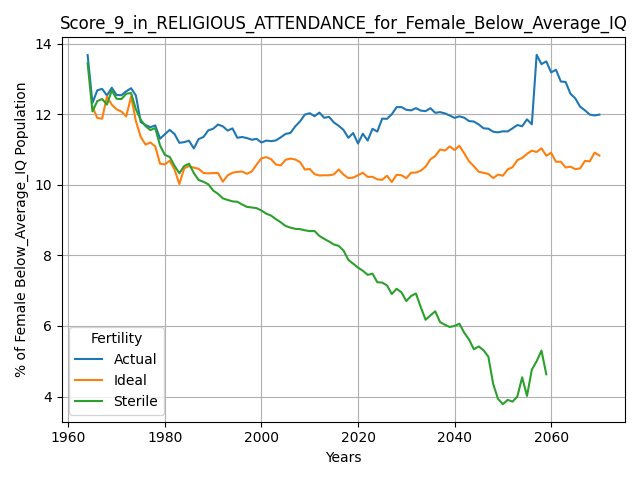 Score_9_in_RELIGIOUS_ATTENDANCE_for_Female_Below_Average_IQ
% of Female Below_Average_IQ Population
14
12
10
8
6
4
Fertility
Actual
Ideal
Sterile
1960
1980
2000
2020
2040
2060
Years